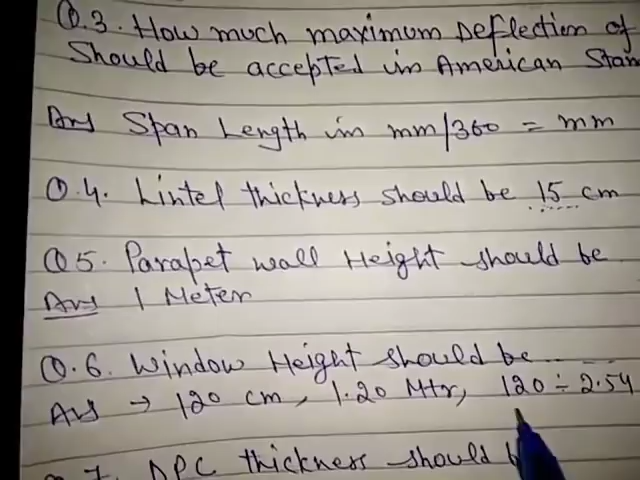 Q.3. How much maximum Deflection of
Should be accepted in American Stan
Ans Span Length in mm/360 = mm
Q.4. Lintel thickness should be 15 cm
Q5. Parapet wall Height should be
Ans 1 Meter
Q.6. Window Height should be......
Ans → 120 cm, 1.20 Mtr, 120 ÷ 2.54
7. DPC thickness should b